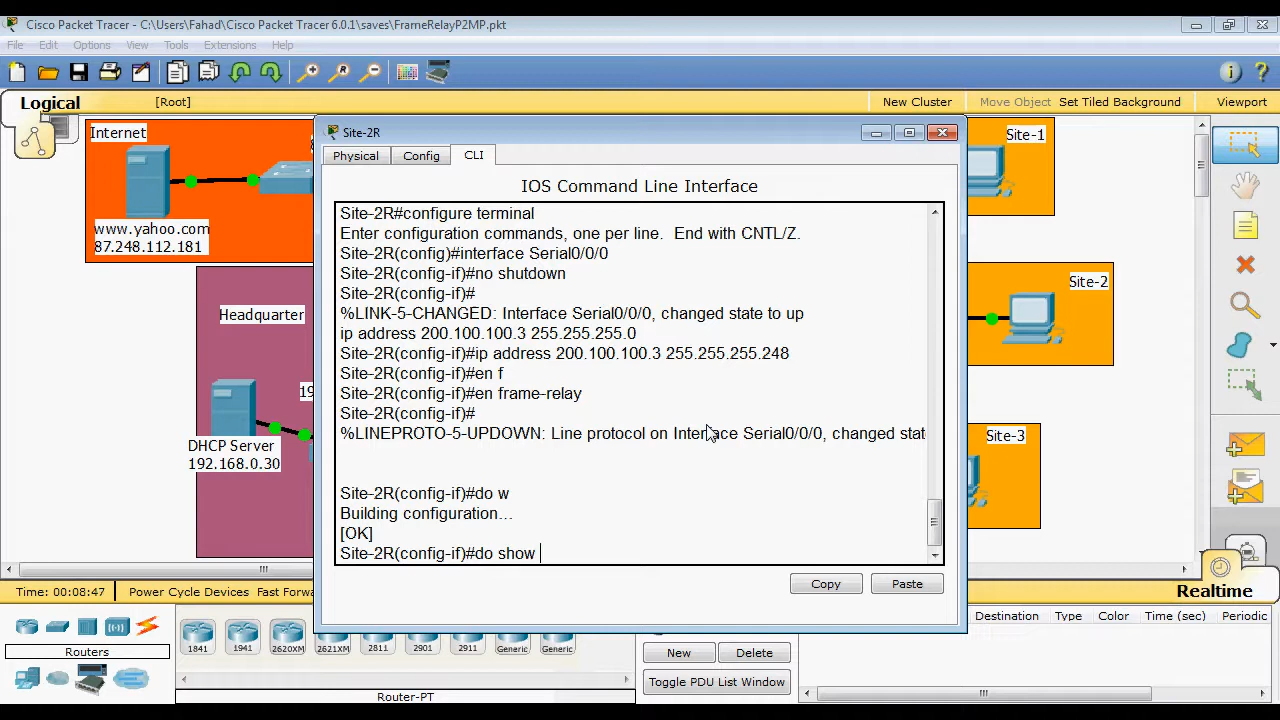 Cisco Packet Tracer - C:\Users\Fahad\Cisco Packet Tracer 6.0.1\saves\FrameRelayP2MP.pkt
File Edit Options View Tools Extensions Help
Logical [Root] New Cluster Move Object Set Tiled Background Viewport
Internet
www.yahoo.com
87.248.112.181
Headquarter
19
DHCP Server
192.168.0.30
Site-2R
Physical Config CLI
IOS Command Line Interface
Site-2R#configure terminal
Enter configuration commands, one per line. End with CNTL/Z.
Site-2R(config)#interface Serial0/0/0
Site-2R(config-if)#no shutdown
Site-2R(config-if)#
%LINK-5-CHANGED: Interface Serial0/0/0, changed state to up
ip address 200.100.100.3 255.255.255.0
Site-2R(config-if)#ip address 200.100.100.3 255.255.255.248
Site-2R(config-if)#en f
Site-2R(config-if)#en frame-relay
Site-2R(config-if)#
%LINEPROTO-5-UPDOWN: Line protocol on Interface Serial0/0/0, changed state
Site-2R(config-if)#do w
Building configuration...
[OK]
Site-2R(config-if)#do show
Copy Paste
Site-1
Site-2
Site-3
Time: 00:08:47 Power Cycle Devices Fast Forw
Realtime
Routers
1841 1941 2620XM 2621XM 2811 2901 2911 Generic Generic
Router-PT
New Delete
Toggle PDU List Window
Destination Type Color Time (sec) Periodic